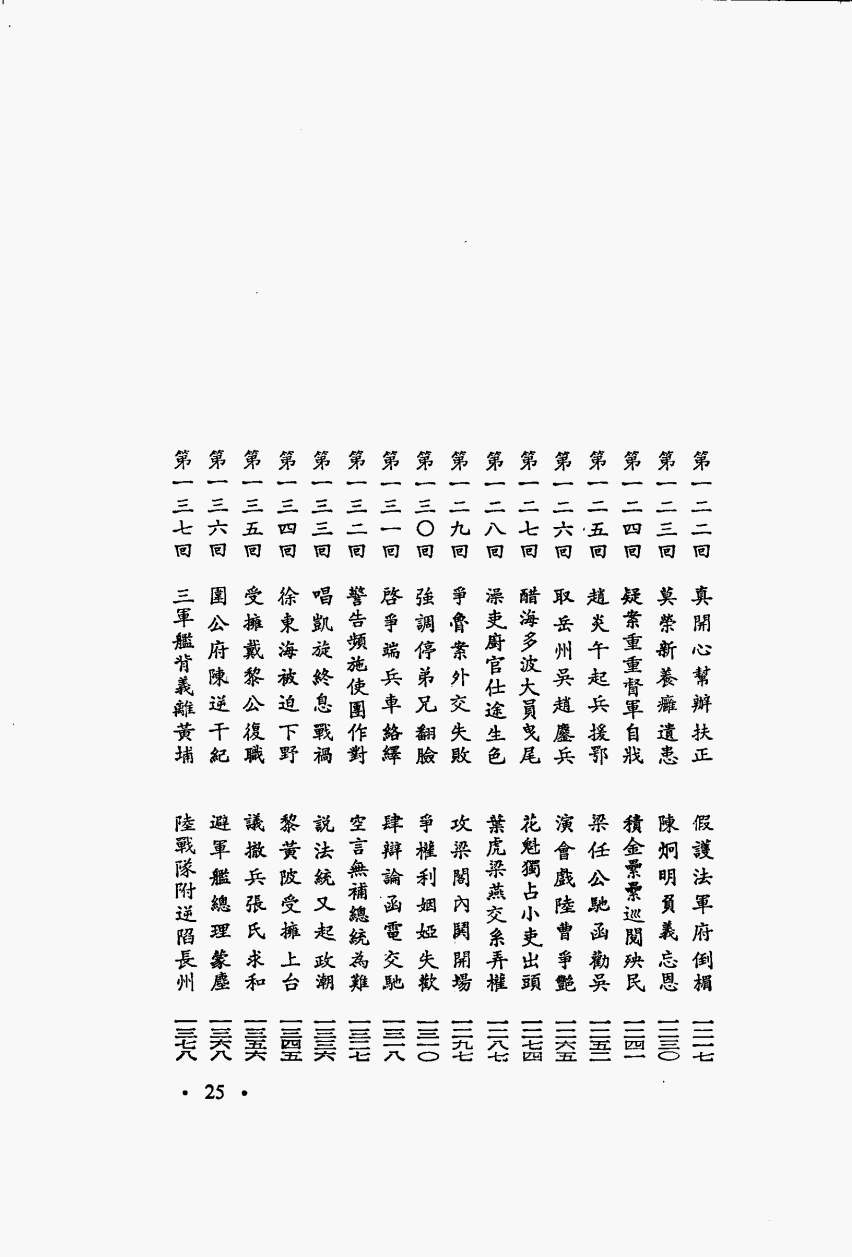 第一二二回 真開心幫辦扶正 假護法軍府倒楣 一二一七
第一二三回 莫榮新養癰遺患 陳炯明負義忘恩 一二三〇
第一二四回 疑案重重督軍自戕 積金纍纍巡閱殃民 一二四一
第一二五回 趙炎午起兵援鄂 梁任公馳函勸吳 一二五二
第一二六回 取岳州吳趙鏖兵 演會戲陸曹爭艷 一二六五
第一二七回 醋海多波大員曳尾 花魁獨占小吏出頭 一二七四
第一二八回 澡吏廚官仕途生色 葉虎梁燕交系弄權 一二八七
第一二九回 爭魯案外交失敗 攻梁閣內鬨開場 一二九七
第一三〇回 強調停弟兄翻臉 爭權利姻婭失歡 一三一〇
第一三一回 啓爭端兵車絡繹 肆辯論函電交馳 一三一八
第一三二回 警告頻施使團作對 空言無補總統為難 一三二七
第一三三回 唱凱旋終息戰禍 説法統又起政潮 一三三六
第一三四回 徐東海被迫下野 黎黃陂受擁上台 一三四五
第一三五回 受擁戴黎公復職 議撤兵張氏求和 一三五六
第一三六回 圍公府陳逆干紀 避軍艦總理蒙塵 一三六八
第一三七回 三軍艦背義離黃埔 陸戰隊附逆陷長州 一三七八
• 25 •